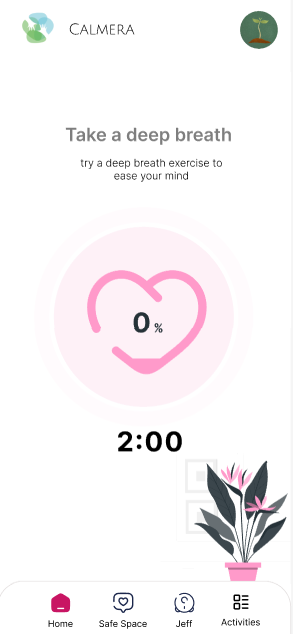 Calmera
Take a deep breath
try a deep breath exercise to
ease your mind
0 %
2:00
Home
Safe Space
Jeff
Activities